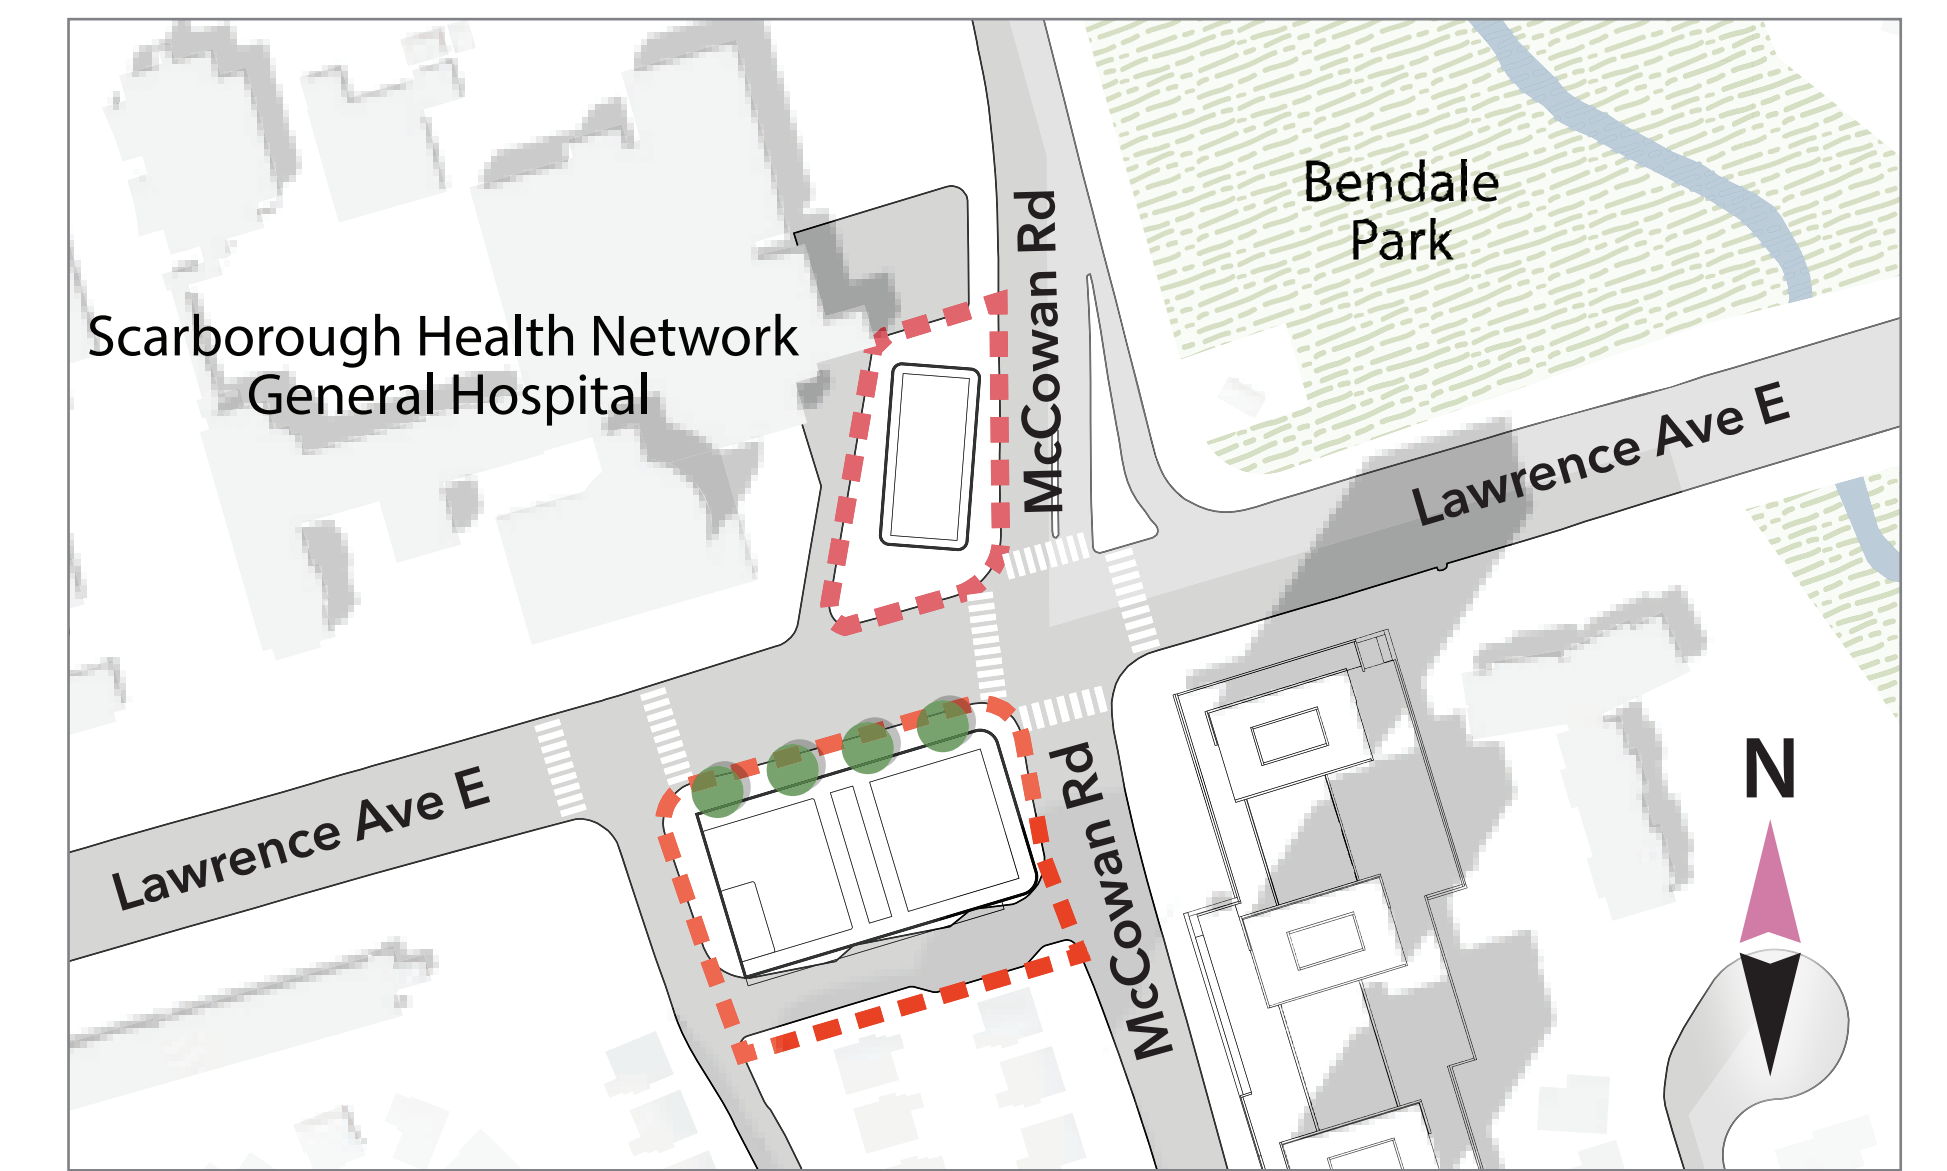 Bendale
Park
McCowan Rd
Scarborough Health Network
General Hospital
Lawrence Ave E
N
Lawrence Ave E
McCowan Rd